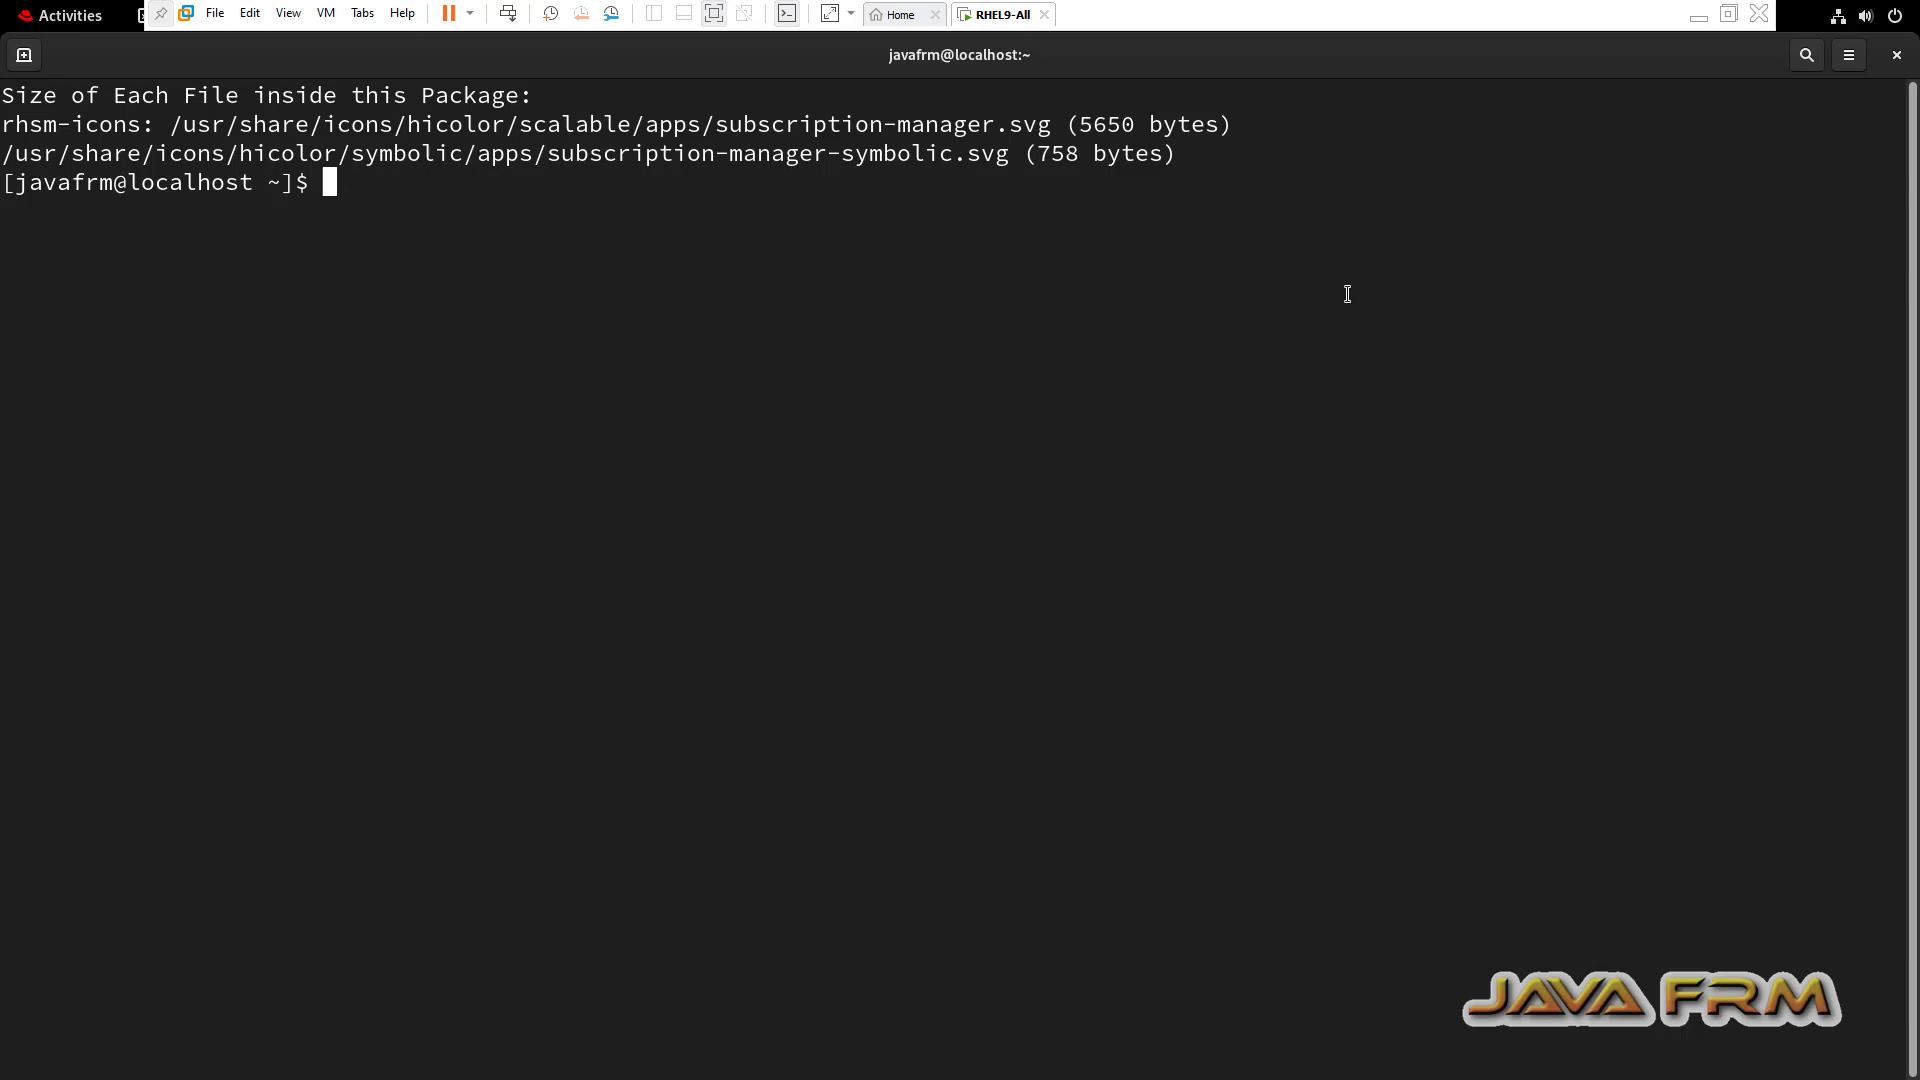 Activities
File Edit View VM Tabs Help
Home
RHEL9-All
javafrm@localhost:~
Size of Each File inside this Package:
rhsm-icons: /usr/share/icons/hicolor/scalable/apps/subscription-manager.svg (5650 bytes)
/usr/share/icons/hicolor/symbolic/apps/subscription-manager-symbolic.svg (758 bytes)
[javafrm@localhost ~]$
JAVA FRM